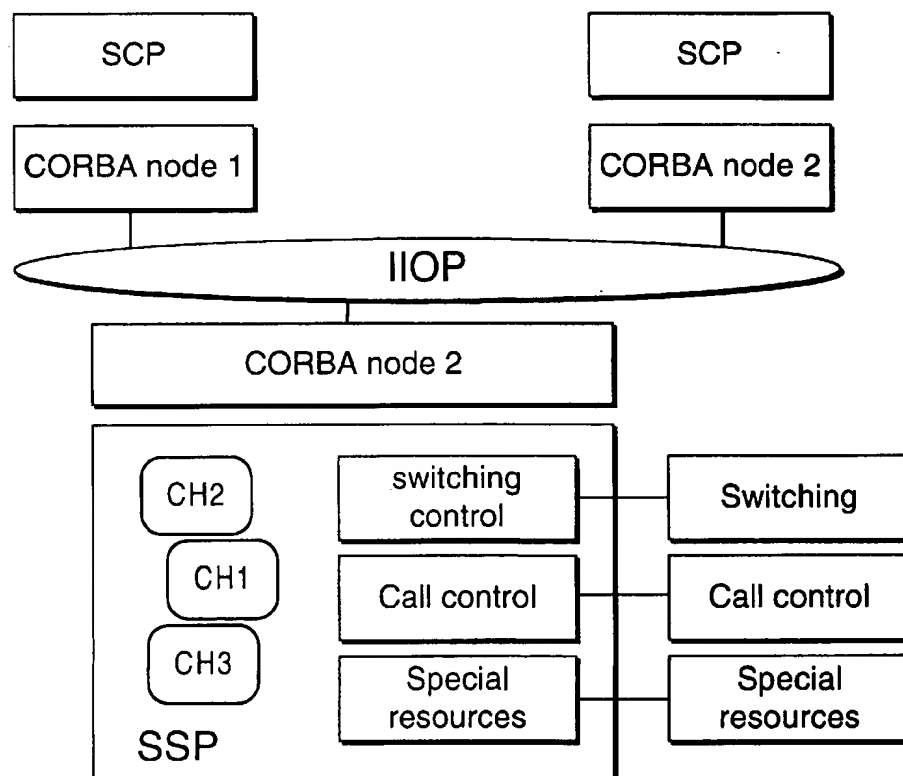 SCP
SCP
CORBA node 1
CORBA node 2
IIOP
CORBA node 2
CH2
switching
control
Switching
CH1
Call control
Call control
CH3
Special
resources
Special
resources
SSP